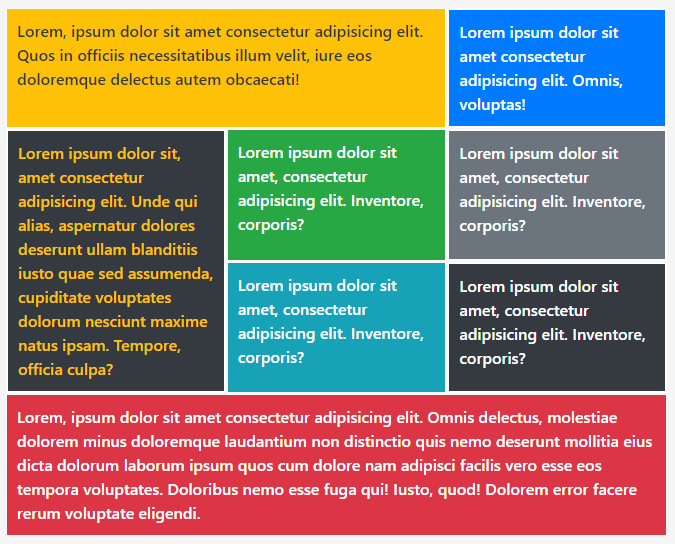 Lorem, ipsum dolor sit amet consectetur adipisicing elit.
Quos in officiis necessitatibus illum velit, iure eos
doloremque delectus autem obcaecati!
Lorem ipsum dolor sit
amet consectetur
adipisicing elit. Omnis,
voluptas!
Lorem ipsum dolor sit,
amet consectetur
adipisicing elit. Unde qui
alias, aspernatur dolores
deserunt ullam blanditiis
iusto quae sed assumenda,
cupiditate voluptates
dolorum nesciunt maxime
natus ipsam. Tempore,
officia culpa?
Lorem ipsum dolor sit
amet, consectetur
adipisicing elit. Inventore,
corporis?
Lorem ipsum dolor sit
amet, consectetur
adipisicing elit. Inventore,
corporis?
Lorem ipsum dolor sit
amet, consectetur
adipisicing elit. Inventore,
corporis?
Lorem ipsum dolor sit
amet, consectetur
adipisicing elit. Inventore,
corporis?
Lorem, ipsum dolor sit amet consectetur adipisicing elit. Omnis delectus, molestiae
dolorem minus doloremque laudantium non distinctio quis nemo deserunt mollitia eius
dicta dolorum laborum ipsum quos cum dolore nam adipisci facilis vero esse eos
tempora voluptates. Doloribus nemo esse fuga qui! Iusto, quod! Dolorem error facere
rerum voluptate eligendi.